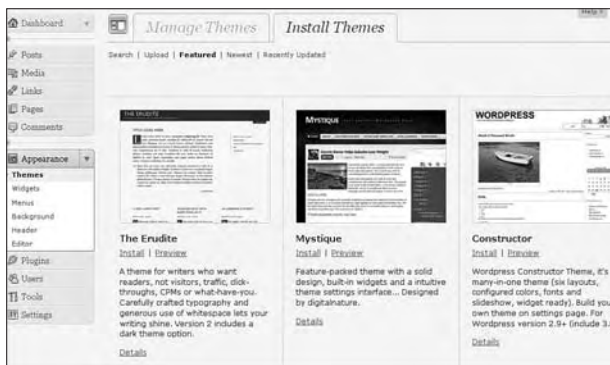 Help
Dashboard
Manage Themes
Install Themes
Posts
Media
Links
Pages
Comments
Appearance
Themes
Widgets
Menus
Background
Header
Editor
Plugins
Users
Tools
Settings
Search | Upload | Featured | Newest | Recently Updated
THE ERUDITE
The Erudite
Install | Preview
A theme for writers who want
readers, not visitors, traffic, click-
throughs, CPMs or what-have-you.
Carefully crafted typography and
generous use of whitespace lets your
writing shine. Version 2 includes a
dark theme option.
Details
MYSTIQUE
Mystique
Install | Preview
Feature-packed theme with a solid
design, built-in widgets and a intuitive
theme settings interface... Designed
by digitalnature.
Details
WORDPRESS
Constructor
Install | Preview
Wordpress Constructor Theme, it's
many-in-one theme (six layouts,
configured colors, fonts and
slideshow, widget ready). Build you
own theme on settings page. For
Wordpress version 2.9+ (include 3.
Details